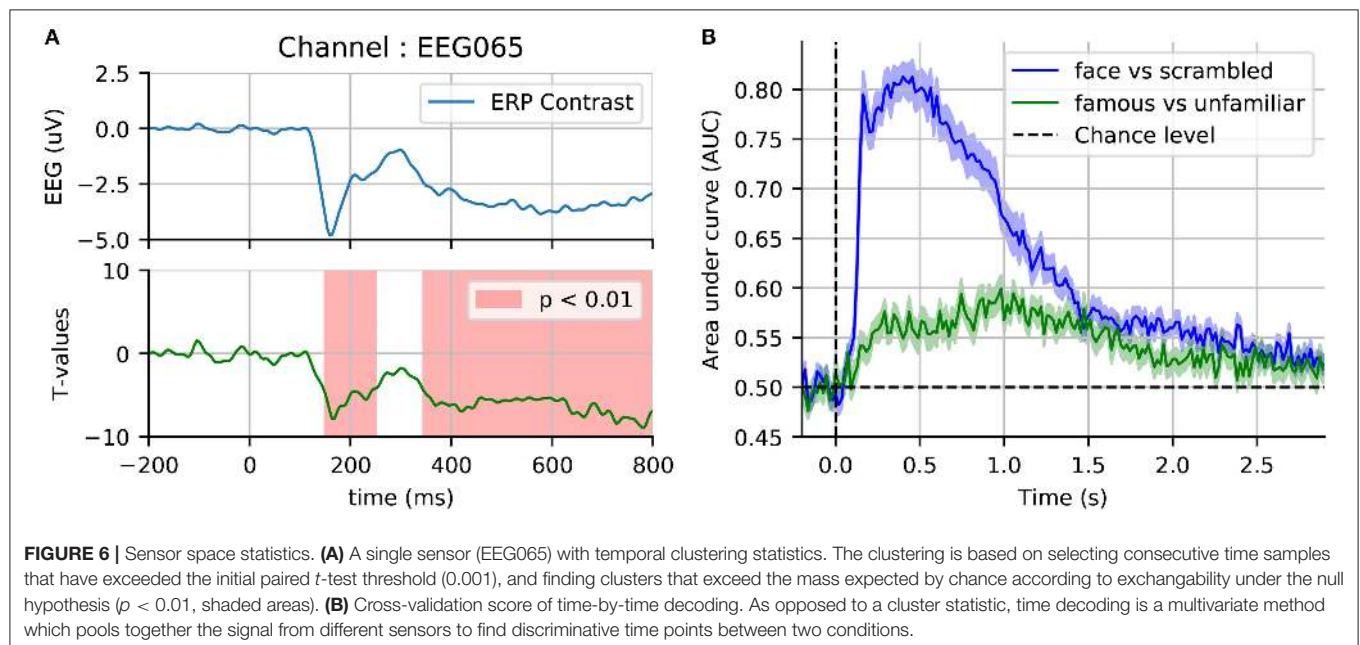 A
Channel : EEG065
2.5
0.0
−2.5
−5.0
EEG (uV)
ERP Contrast
10
0
−10
T-values
p < 0.01
−200
0
200
400
600
800
time (ms)
B
0.80
0.75
0.70
0.65
0.60
0.55
0.50
0.45
Area under curve (AUC)
face vs scrambled
famous vs unfamiliar
Chance level
0.0
0.5
1.0
1.5
2.0
2.5
Time (s)
FIGURE 6 | Sensor space statistics. (A) A single sensor (EEG065) with temporal clustering statistics. The clustering is based on selecting consecutive time samples
that have exceeded the initial paired t-test threshold (0.001), and finding clusters that exceed the mass expected by chance according to exchangability under the null
hypothesis (p < 0.01, shaded areas). (B) Cross-validation score of time-by-time decoding. As opposed to a cluster statistic, time decoding is a multivariate method
which pools together the signal from different sensors to find discriminative time points between two conditions.